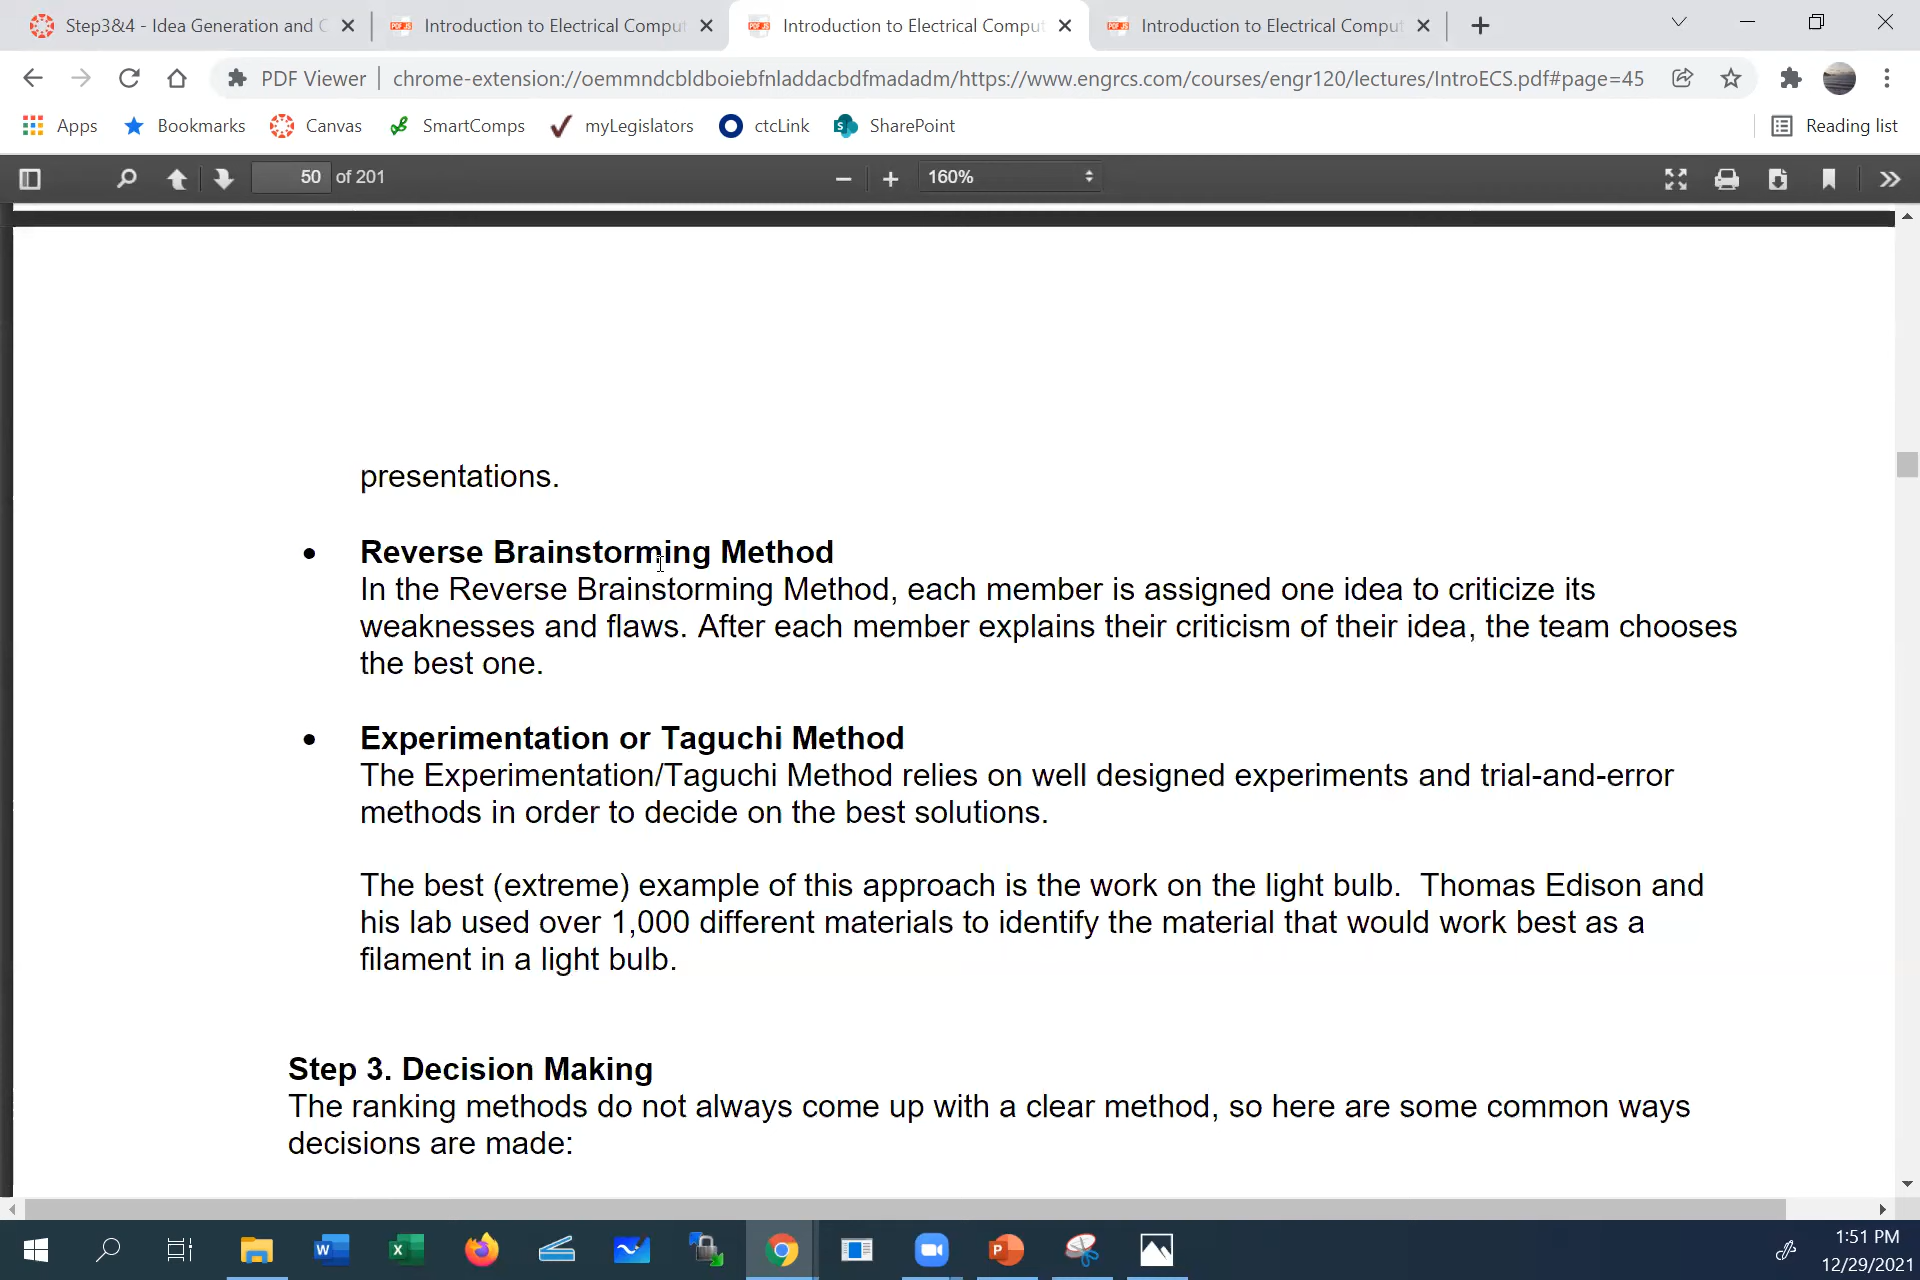 Step3&4 - Idea Generation and C
Introduction to Electrical Comput
Introduction to Electrical Comput
Introduction to Electrical Comput
PDF Viewer
chrome-extension://oemmndcbldboiebfnladdacbdfmadadm/https://www.engrcs.com/courses/engr120/lectures/IntroECS.pdf#page=45
Apps
Bookmarks
Canvas
SmartComps
myLegislators
ctcLink
SharePoint
Reading list
50 of 201
160%
presentations.
• Reverse Brainstorming Method
In the Reverse Brainstorming Method, each member is assigned one idea to criticize its
weaknesses and flaws. After each member explains their criticism of their idea, the team chooses
the best one.
• Experimentation or Taguchi Method
The Experimentation/Taguchi Method relies on well designed experiments and trial-and-error
methods in order to decide on the best solutions.
The best (extreme) example of this approach is the work on the light bulb. Thomas Edison and
his lab used over 1,000 different materials to identify the material that would work best as a
filament in a light bulb.
Step 3. Decision Making
The ranking methods do not always come up with a clear method, so here are some common ways
decisions are made:
1:51 PM
12/29/2021